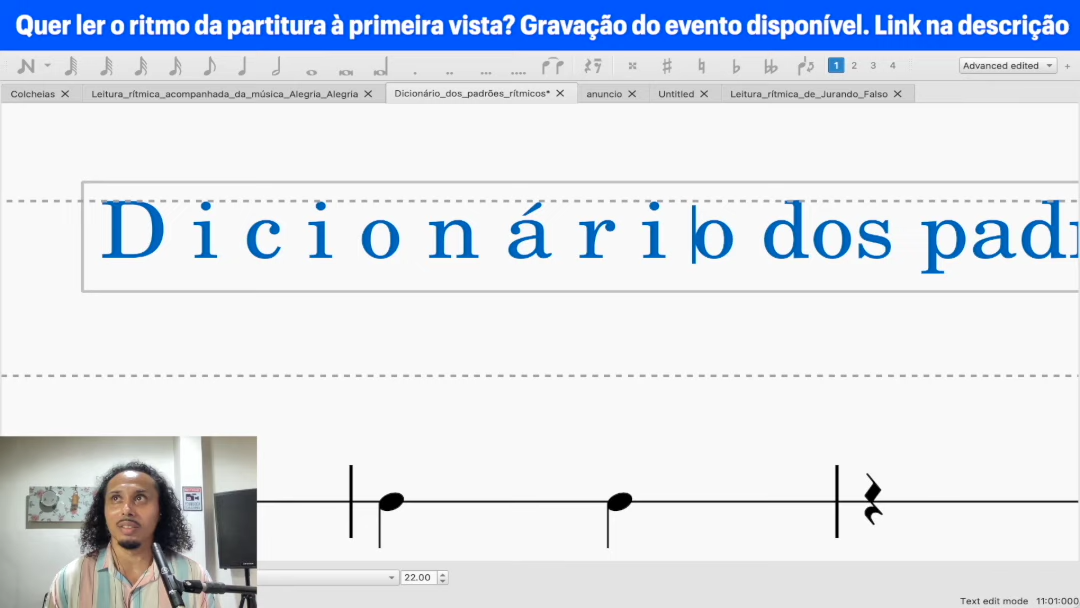 Quer ler o ritmo da partitura à primeira vista? Gravação do evento disponível. Link na descrição
1 2 3 4 Advanced edited +
Colcheias X Leitura_rítmica_acompanhada_da_música_Alegria_Alegria X Dicionário_dos_padrões_rítmicos* X anuncio X Untitled X Leitura_rítmica_de_Jurando_Falso X
D i c i o n á r i o dos pad
22.00
Text edit mode 11:01:000